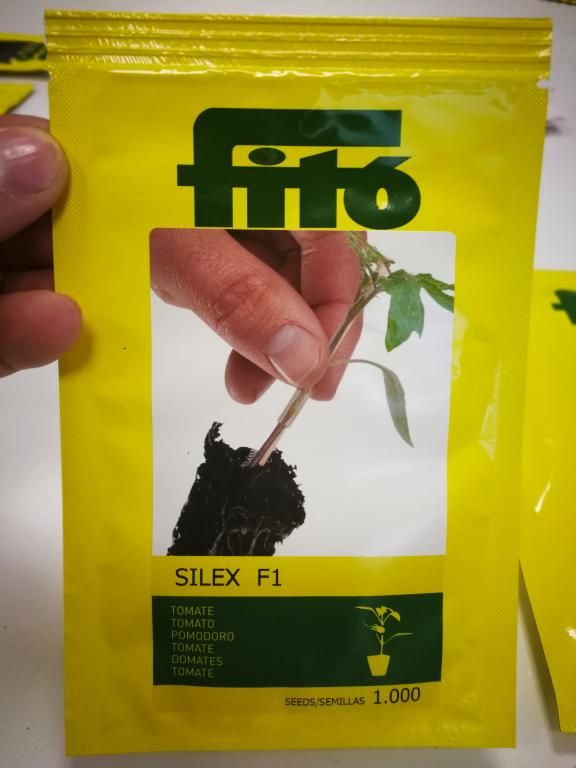 fitó
SILEX F1
TOMATE
TOMATO
POMODORO
TOMATE
DOMATES
TOMATE
SEEDS/SEMILLAS 1.000